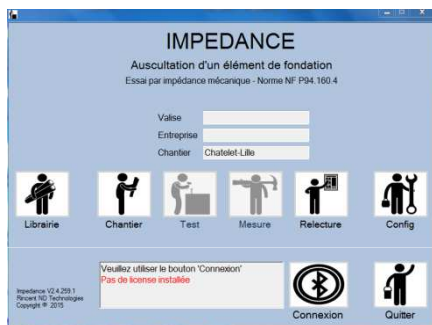 IMPEDANCE
Auscultation d'un élément de fondation
Essai par impédance mécanique - Norme NF P94.160.4
Valise
Entreprise
Chantier Chatelet-Lille
Librairie Chantier Test Mesure Relecture Config
Veuillez utiliser le bouton 'Connexion'
Pas de license installée
Impedance V2.4.259.1
Rincent ND Technologies
Copyright © 2015
Connexion Quitter